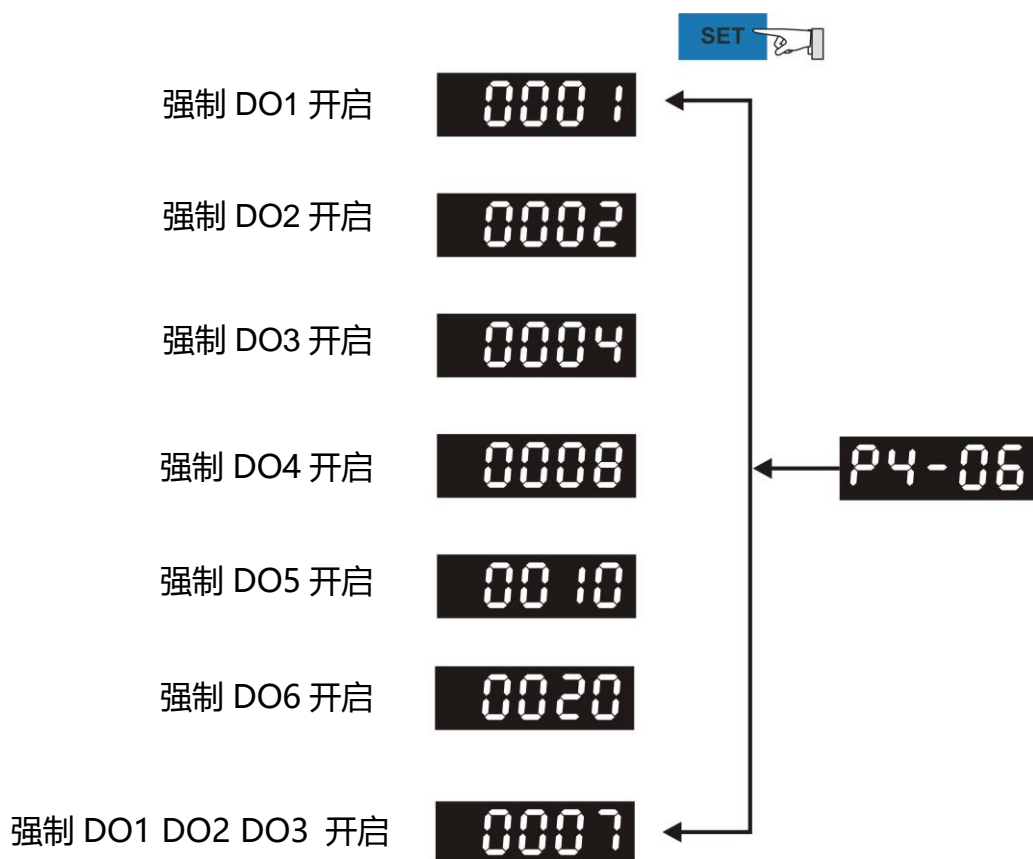 SET
强制 DO1 开启 0001
强制 DO2 开启 0002
强制 DO3 开启 0004
强制 DO4 开启 0008
P4-06
强制 DO5 开启 0010
强制 DO6 开启 0020
强制 DO1 DO2 DO3 开启 0007